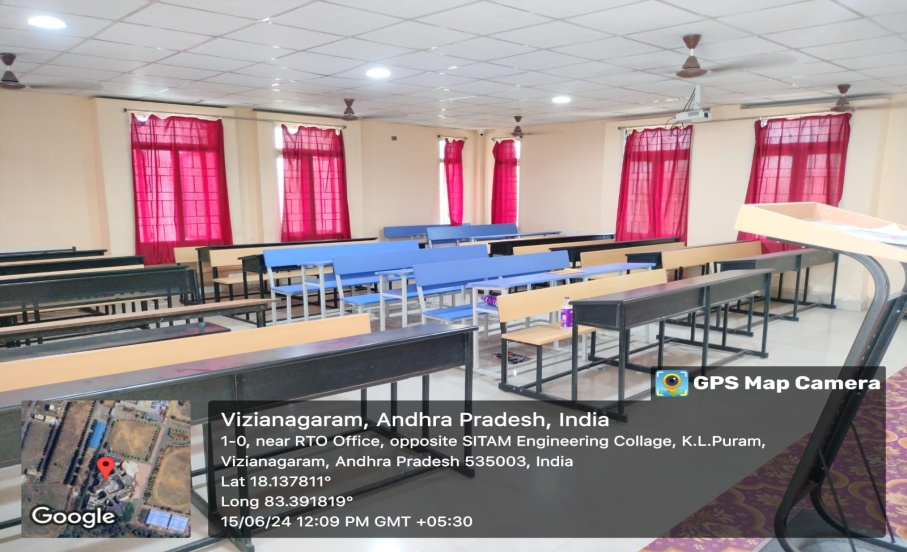 GPS Map Camera
Vizianagaram, Andhra Pradesh, India
1-0, near RTO Office, opposite SITAM Engineering Collage, K.L.Puram,
Vizianagaram, Andhra Pradesh 535003, India
Lat 18.137811°
Long 83.391819°
15/06/24 12:09 PM GMT +05:30
Google